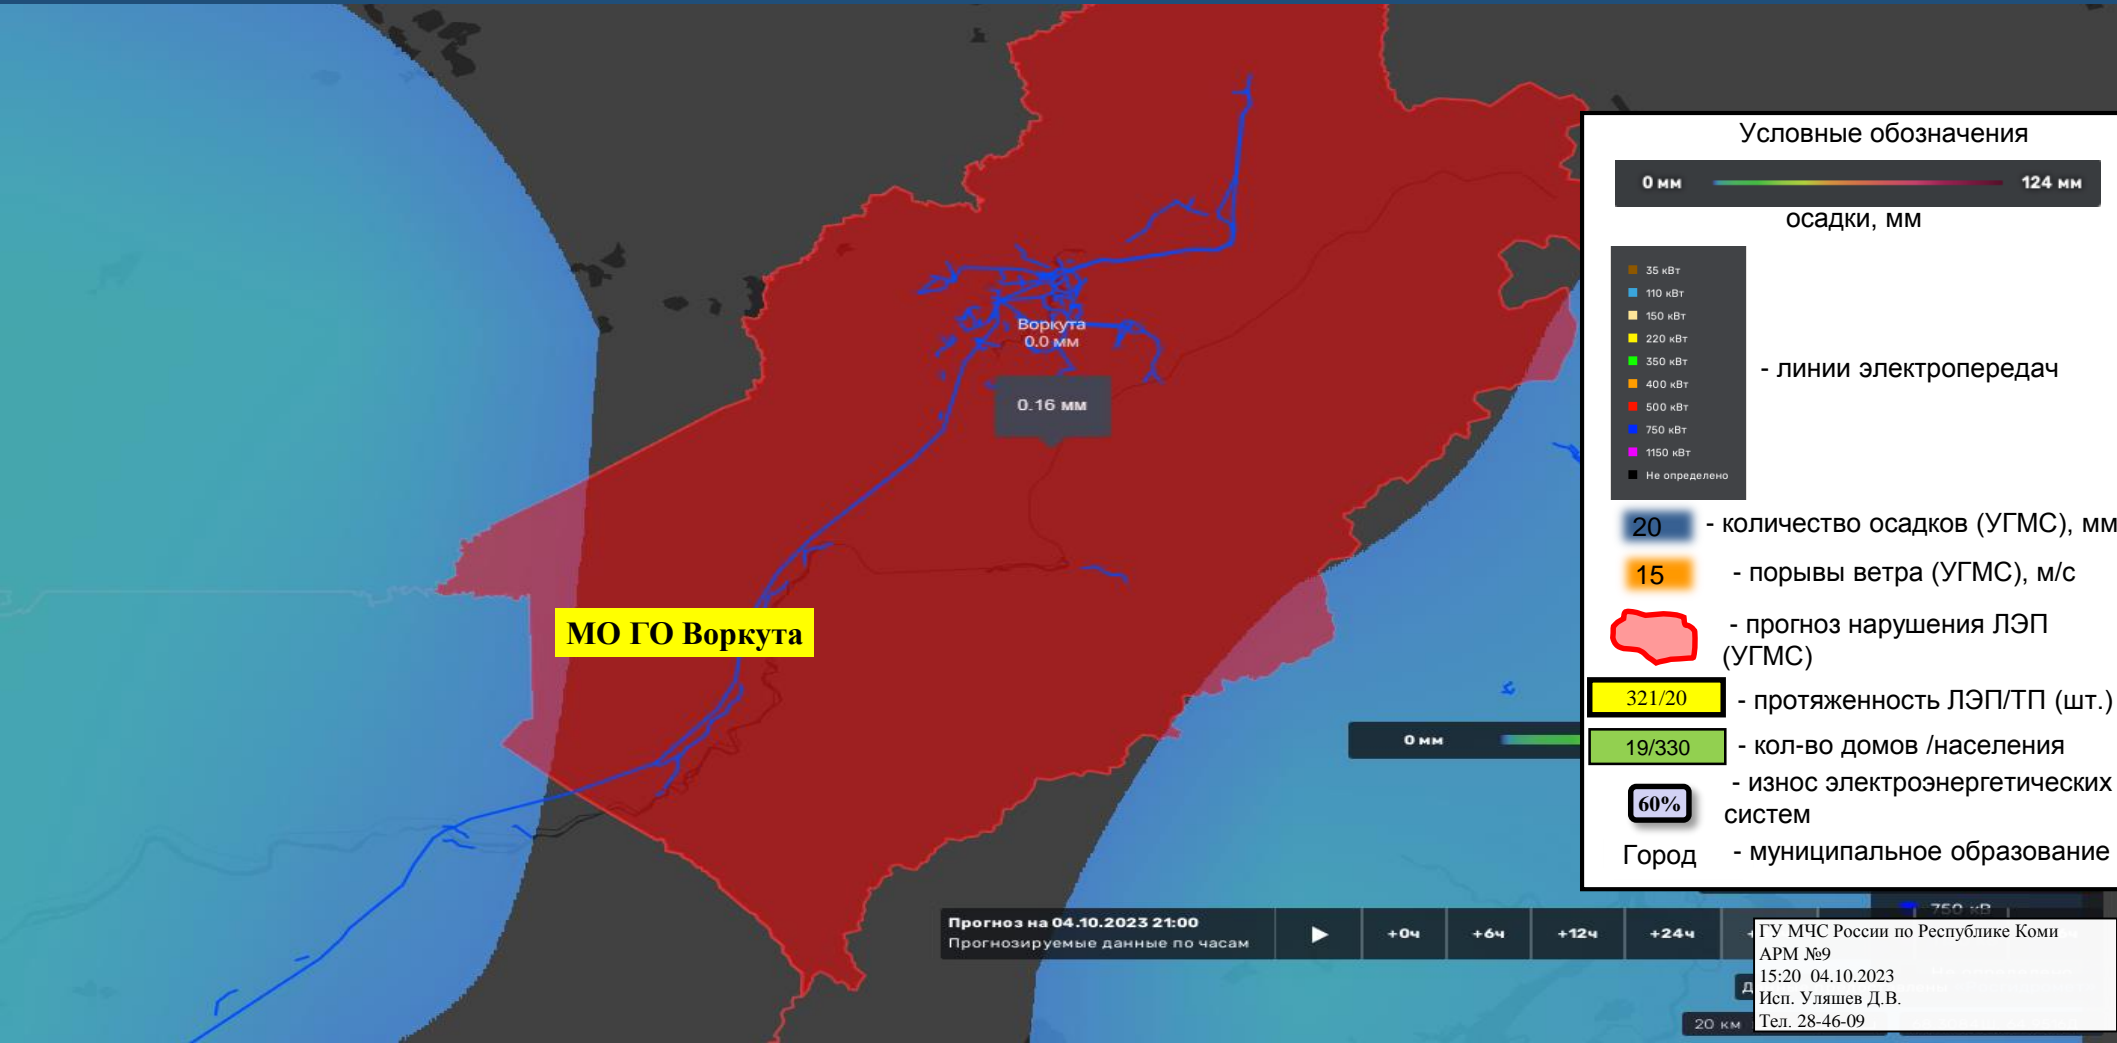 Условные обозначения
0 мм 124 мм
осадки, мм
35 кВт
110 кВт
150 кВт
220 кВт
350 кВт
400 кВт
500 кВт
750 кВт
1150 кВт
Не определено
- линии электропередач
20 - количество осадков (УГМС), мм
15 - порывы ветра (УГМС), м/с
- прогноз нарушения ЛЭП
(УГМС)
321/20 - протяженность ЛЭП/ТП (шт.)
19/330 - кол-во домов /населения
60% - износ электроэнергетических
систем
Город - муниципальное образование
Воркута
0.0 мм
0.16 мм
МО ГО Воркута
0 мм
Прогноз на 04.10.2023 21:00
Прогнозируемые данные по часам
+0ч +6ч +12ч +24ч
750 кВ
ГУ МЧС России по Республике Коми
АРМ №9
15:20 04.10.2023
Исп. Уляшев Д.В.
Тел. 28-46-09
20 км